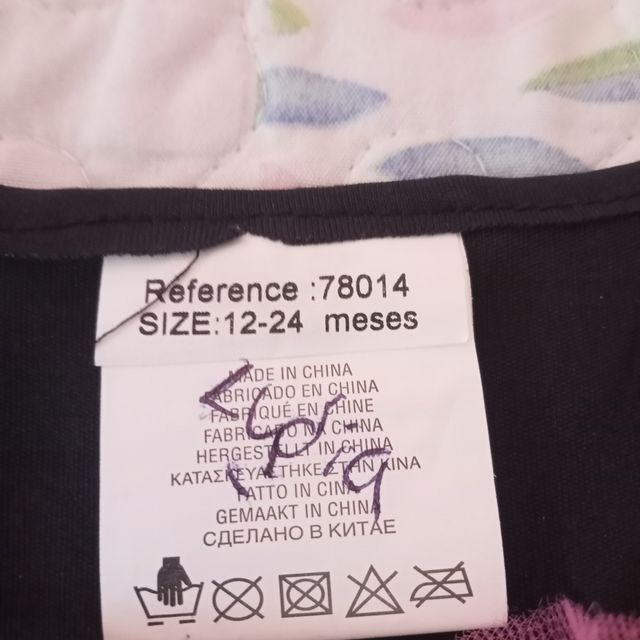 Reference :78014
SIZE:12-24 meses
MADE IN CHINA
FABRICADO EN CHINA
FABRIQUÉ EN CHINE
FABRICADO NA CHINA
HERGESTELLT IN CHINA
ΚΑΤΑΣΚΕΥΑΣΤΗΚΕ ΣΤΗΝ ΚΙΝΑ
FATTO IN CINA
GEMAAKT IN CHINA
СДЕЛАНО В КИТАЕ